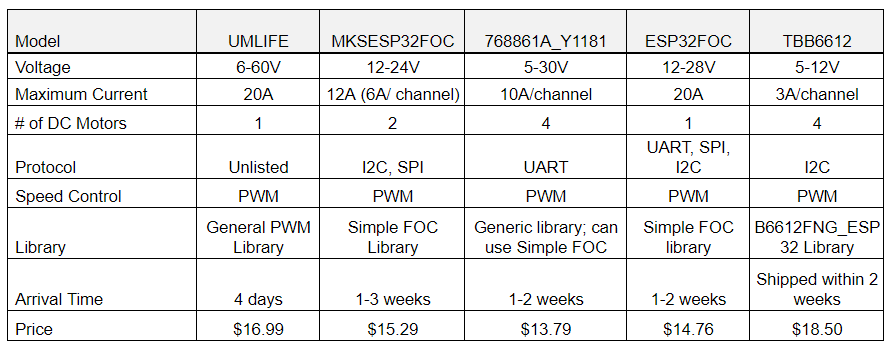 Model UMLIFE MKSESP32FOC 768861A_Y1181 ESP32FOC TBB6612
Voltage 6-60V 12-24V 5-30V 12-28V 5-12V
Maximum Current 20A 12A (6A/ channel) 10A/channel 20A 3A/channel
# of DC Motors 1 2 4 1 4
Protocol Unlisted I2C, SPI UART UART, SPI, I2C I2C
Speed Control PWM PWM PWM PWM PWM
Library General PWM Library Simple FOC Library Generic library; can use Simple FOC Simple FOC library B6612FNG_ESP 32 Library
Arrival Time 4 days 1-3 weeks 1-2 weeks 1-2 weeks Shipped within 2 weeks
Price $16.99 $15.29 $13.79 $14.76 $18.50